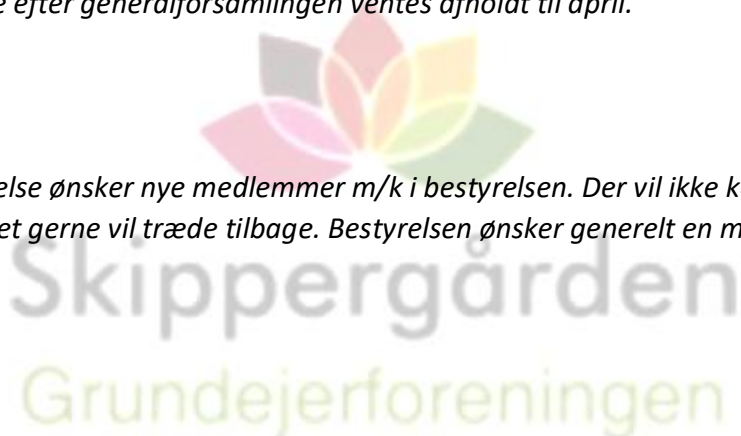 e efter generalforsamlingen ventes afholdt til april.
else ønsker nye medlemmer m/k i bestyrelsen. Der vil ikke k
et gerne vil træde tilbage. Bestyrelsen ønsker generelt en m
Skippergården
Grundejerforeningen